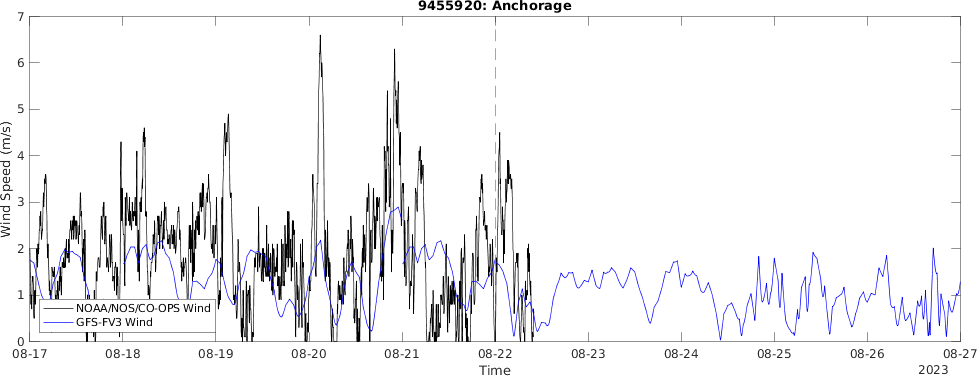 9455920: Anchorage
7
6
5
4
3
2
1
0
Wind Speed (m/s)
NOAA/NOS/CO-OPS Wind
GFS-FV3 Wind
08-17 08-18 08-19 08-20 08-21 08-22 08-23 08-24 08-25 08-26 08-27
Time
2023